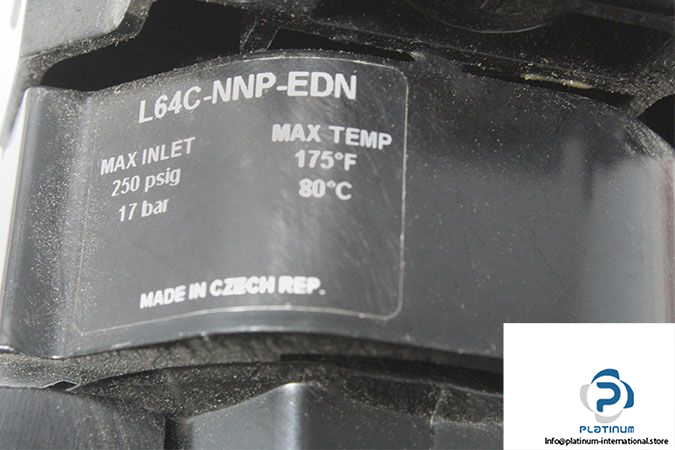 L64C-NNP-EDN
MAX INLET
250 psig
17 bar
MAX TEMP
175°F
80°C
MADE IN CZECH REP.
PLATINUM
Info@platinum-international.store